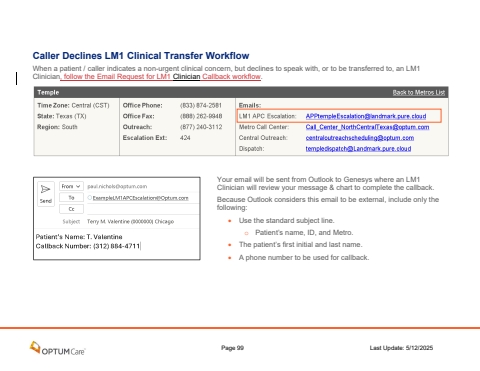 Caller Declines LM1 Clinical Transfer Workflow
When a patient / caller indicates a non-urgent clinical concern, but declines to speak with, or to be transferred to, an LM1
Clinician, follow the Email Request for LM1 Clinician Callback workflow.
Temple Back to Metros List
Time Zone: Central (CST) Office Phone: (833) 874-2581 Emails:
State: Texas (TX) Office Fax: (888) 262-9948 LM1 APC Escalation: APPtempleEscalation@landmark.pure.cloud
Region: South Outreach: (877) 240-3112 Metro Call Center: Call_Center_NorthCentralTexas@optum.com
Escalation Ext: 424 Central Outreach: centraloutreachscheduling@optum.com
Dispatch: templedispatch@Landmark.pure.cloud
Send
From paul.nichols@optum.com
To ExampleLM1APCEscalation@Optum.com
Cc
Subject Terry M. Valentine (0000000) Chicago
Patient's Name: T. Valentine
Callback Number: (312) 884-4711
Your email will be sent from Outlook to Genesys where an LM1
Clinician will review your message & chart to complete the callback.
Because Outlook considers this email to be external, include only the
following:
• Use the standard subject line.
o Patient's name, ID, and Metro.
• The patient's first initial and last name.
• A phone number to be used for callback.
OPTUM Care
Page 99
Last Update: 5/12/2025